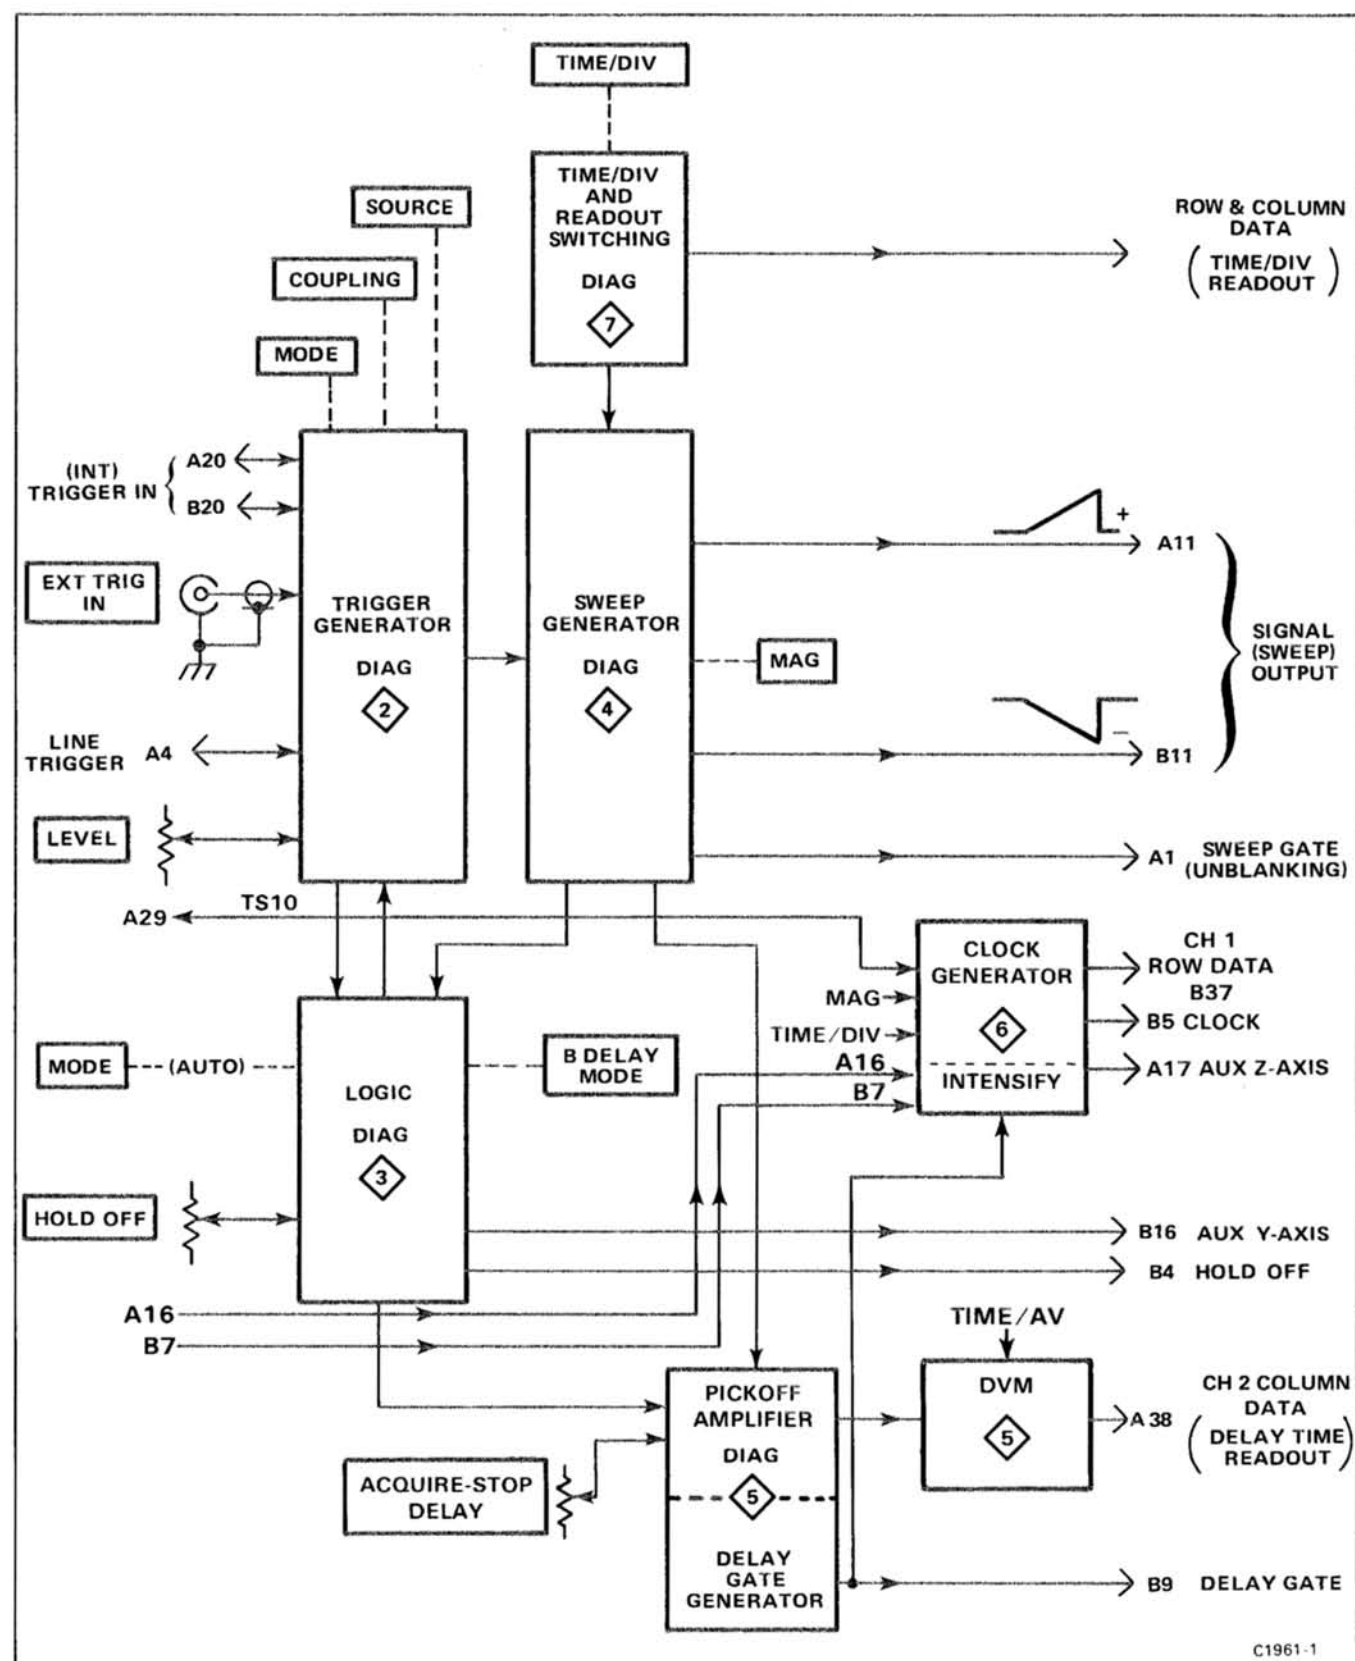 TIME/DIV
TIME/DIV
AND
READOUT
SWITCHING
DIAG
7
ROW & COLUMN
DATA
(TIME/DIV
READOUT)
SOURCE
COUPLING
MODE
(INT)
TRIGGER IN
A20
B20
EXT TRIG
IN
TRIGGER
GENERATOR
DIAG
2
SWEEP
GENERATOR
DIAG
4
MAG
+
A11
SIGNAL
(SWEEP)
OUTPUT
−
B11
LINE
TRIGGER
A4
LEVEL
A1 SWEEP GATE
(UNBLANKING)
A29
TS10
CLOCK
GENERATOR
6
INTENSIFY
MAG
TIME/DIV
A16
B7
CH 1
ROW DATA
B37
B5 CLOCK
A17 AUX Z-AXIS
MODE
(AUTO)
B DELAY
MODE
LOGIC
DIAG
3
HOLD OFF
B16 AUX Y-AXIS
B4 HOLD OFF
A16
B7
TIME/AV
PICKOFF
AMPLIFIER
DIAG
5
DELAY
GATE
GENERATOR
DVM
5
A38
CH 2 COLUMN
DATA
(DELAY TIME
READOUT)
ACQUIRE-STOP
DELAY
B9 DELAY GATE
C1961-1